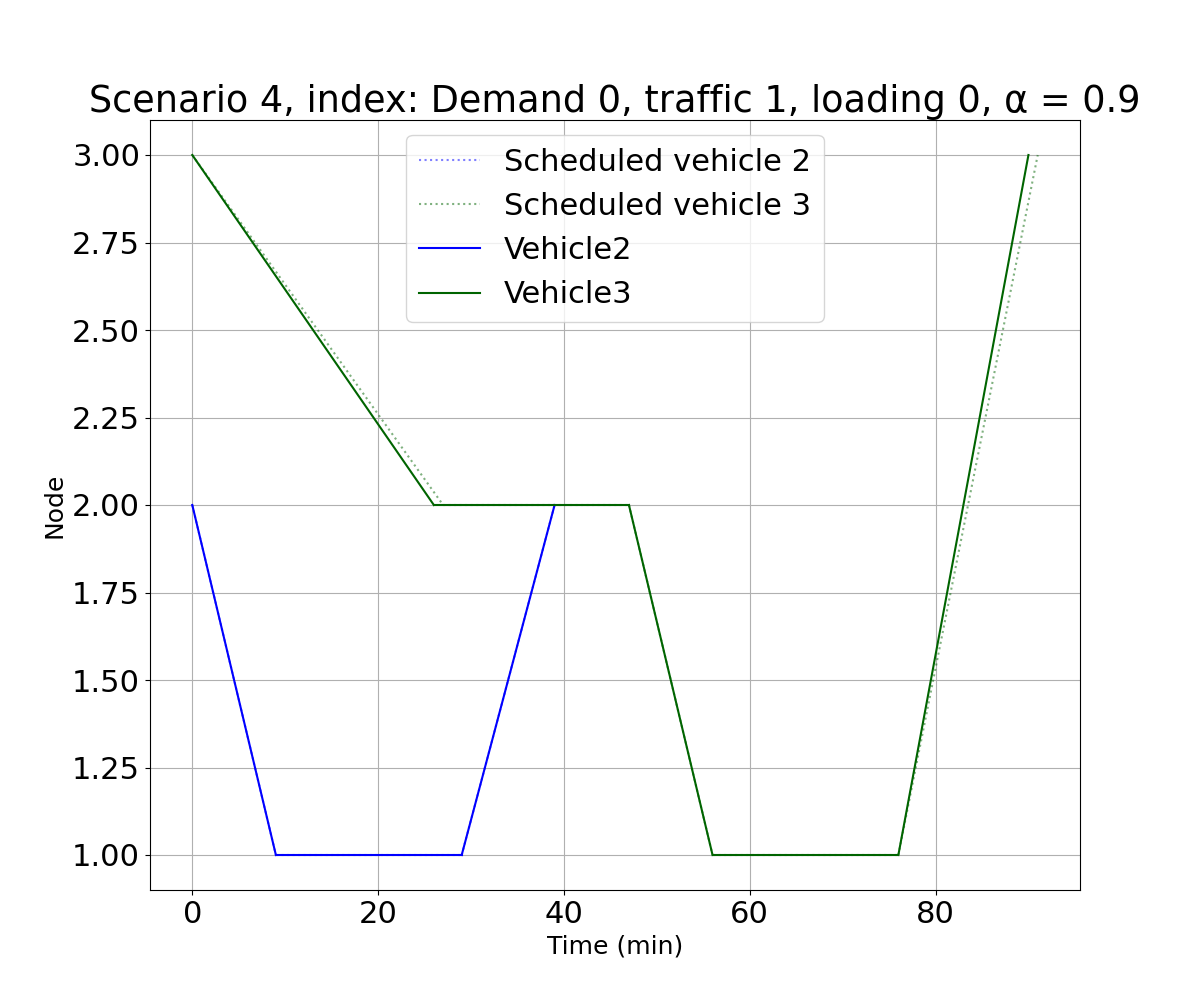 Scenario 4, index: Demand 0, traffic 1, loading 0, α = 0.9
Scheduled vehicle 2
Scheduled vehicle 3
Vehicle2
Vehicle3
3.00
2.75
2.50
2.25
2.00
1.75
1.50
1.25
1.00
Node
0 20 40 60 80
Time (min)